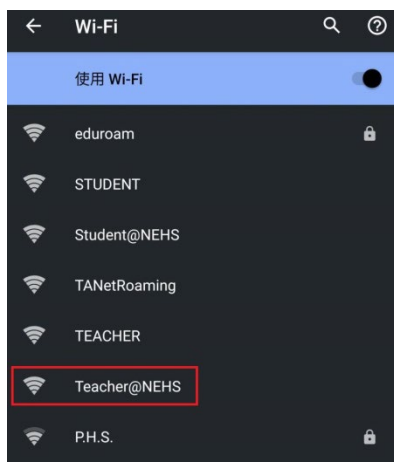 Wi-Fi
使用 Wi-Fi
eduroam
STUDENT
Student@NEHS
TANetRoaming
TEACHER
Teacher@NEHS
P.H.S.